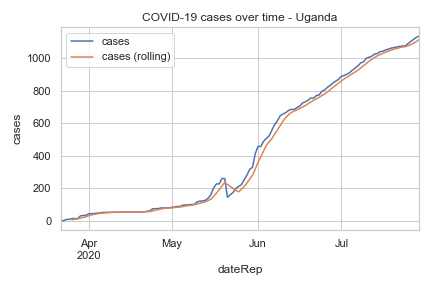 COVID-19 cases over time - Uganda
cases
cases (rolling)
1000
800
600
400
200
0
cases
Apr
2020
May
Jun
Jul
dateRep